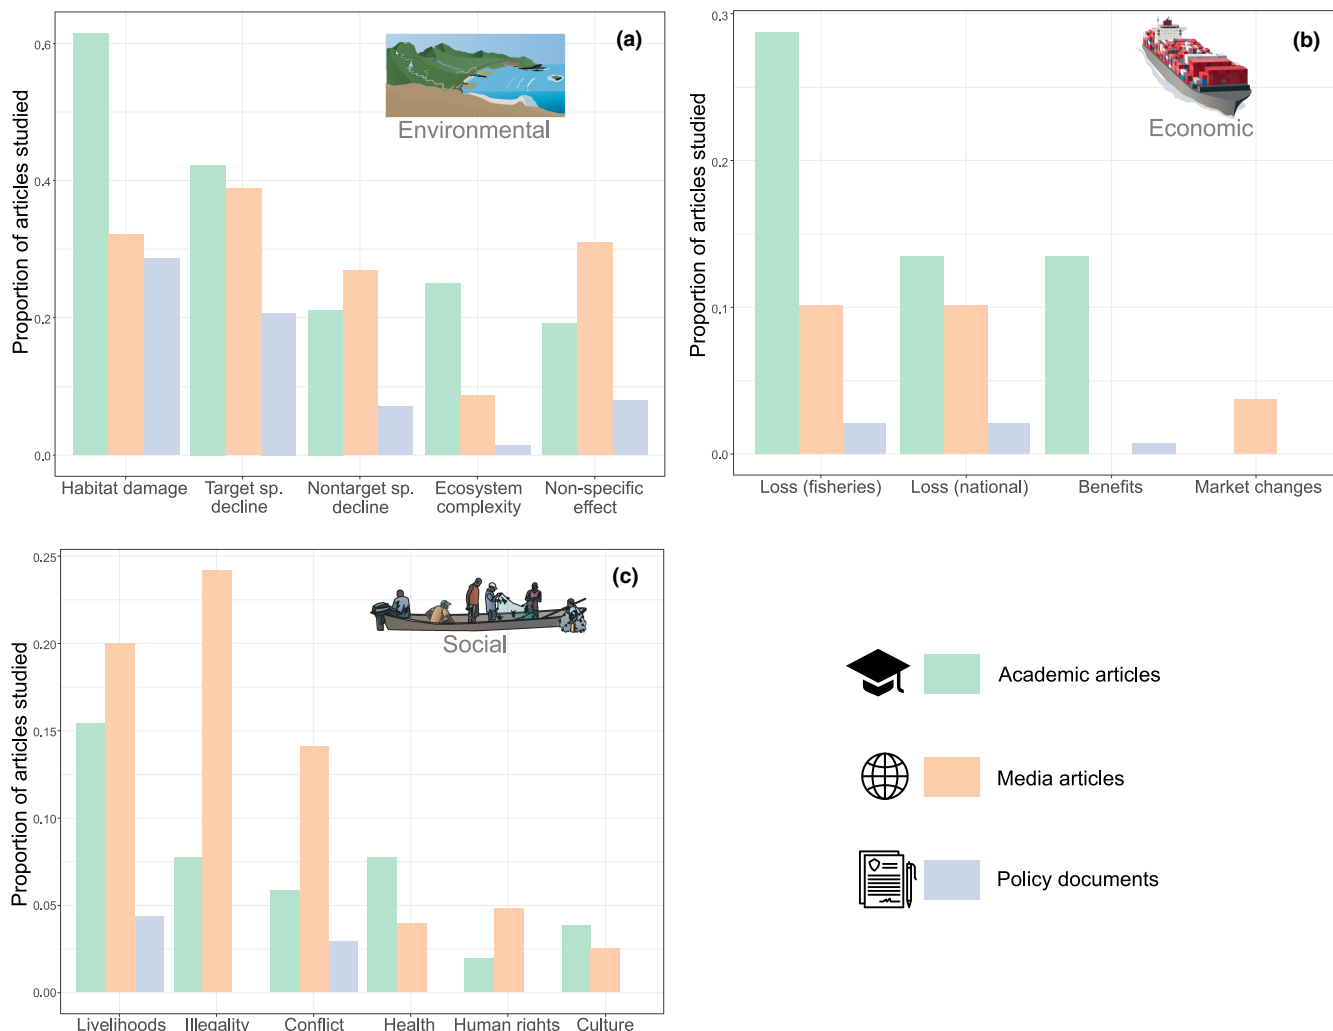 (a)
Environmental
Proportion of articles studied
0.6
0.4
0.2
0.0
Habitat damage
Target sp. decline
Nontarget sp. decline
Ecosystem complexity
Non-specific effect
(b)
Economic
Proportion of articles studied
0.3
0.2
0.1
0.0
Loss (fisheries)
Loss (national)
Benefits
Market changes
(c)
Social
Proportion of articles studied
0.25
0.20
0.15
0.10
0.05
0.00
Livelihoods
Illegality
Conflict
Health
Human rights
Culture
Academic articles
Media articles
Policy documents